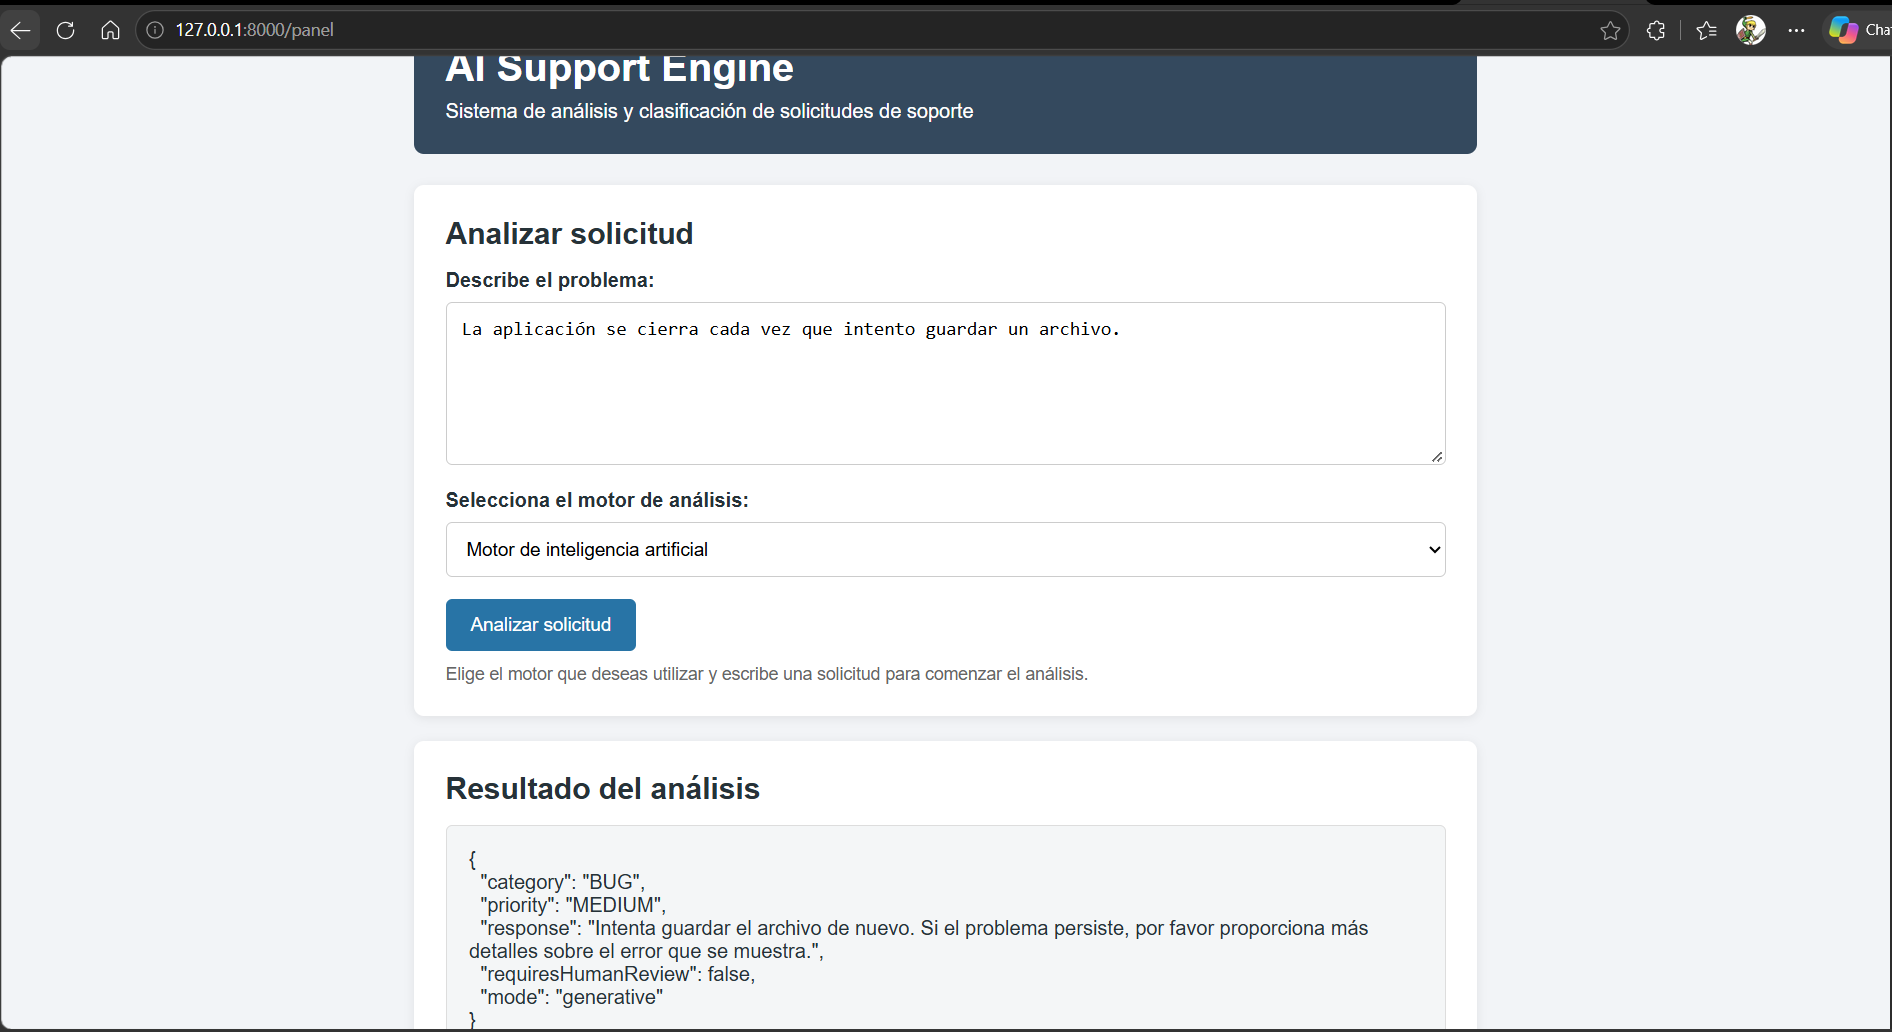 127.0.0.1:8000/panel
Cha
AI Support Engine
Sistema de análisis y clasificación de solicitudes de soporte
Analizar solicitud
Describe el problema:
La aplicación se cierra cada vez que intento guardar un archivo.
Selecciona el motor de análisis:
Motor de inteligencia artificial
Analizar solicitud
Elige el motor que deseas utilizar y escribe una solicitud para comenzar el análisis.
Resultado del análisis
{
"category": "BUG",
"priority": "MEDIUM",
"response": "Intenta guardar el archivo de nuevo. Si el problema persiste, por favor proporciona más
detalles sobre el error que se muestra.",
"requiresHumanReview": false,
"mode": "generative"
}